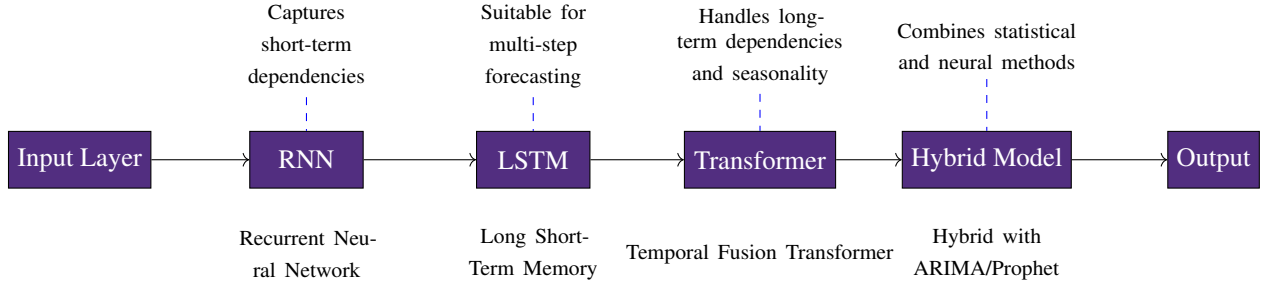 Captures
short-term
dependencies
Suitable for
multi-step
forecasting
Handles long-
term dependencies
and seasonality
Combines statistical
and neural methods
Input Layer
RNN
LSTM
Transformer
Hybrid Model
Output
Recurrent Neu-
ral Network
Long Short-
Term Memory
Temporal Fusion Transformer
Hybrid with
ARIMA/Prophet